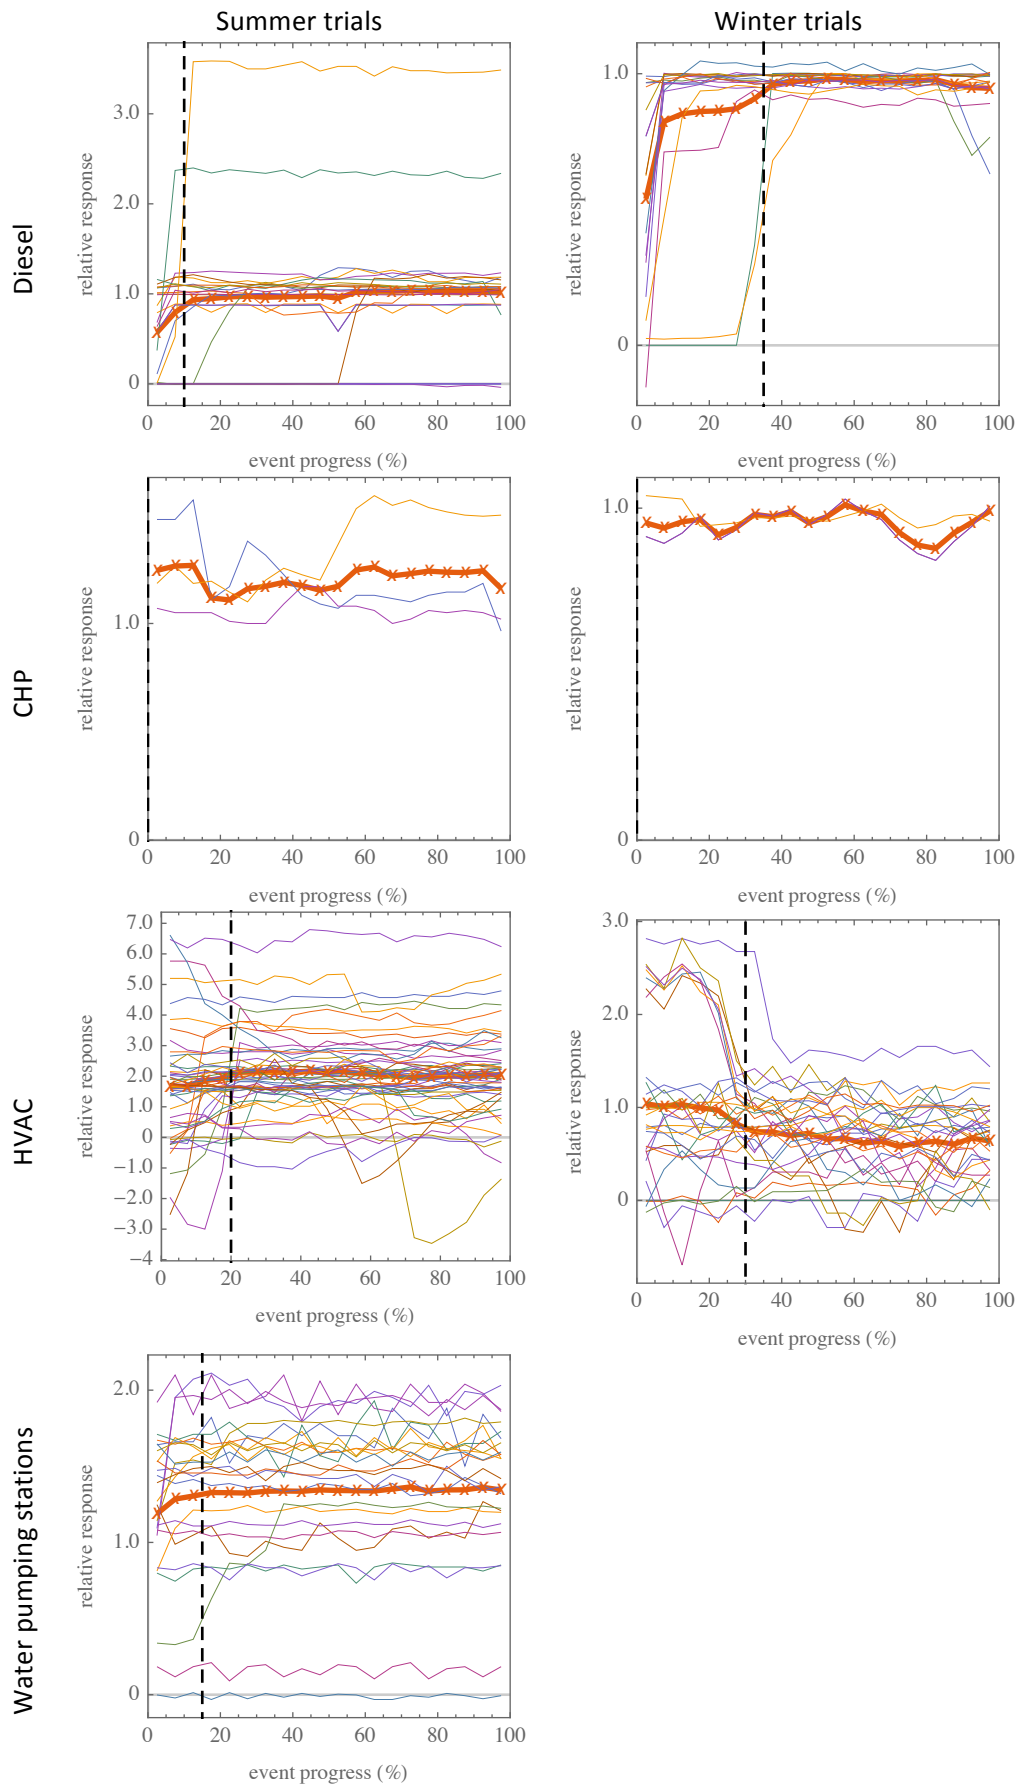 Summer trials
Winter trials
Diesel
relative response
3.0
2.0
1.0
0
0 20 40 60 80 100
event progress (%)
relative response
1.0
0
0 20 40 60 80 100
event progress (%)
CHP
relative response
1.0
0
0 20 40 60 80 100
event progress (%)
relative response
1.0
0
0 20 40 60 80 100
event progress (%)
HVAC
relative response
7.0
6.0
5.0
4.0
3.0
2.0
1.0
0
−1.0
−2.0
−3.0
−4
0 20 40 60 80 100
event progress (%)
relative response
3.0
2.0
1.0
0
0 20 40 60 80 100
event progress (%)
Water pumping stations
relative response
2.0
1.0
0
0 20 40 60 80 100
event progress (%)